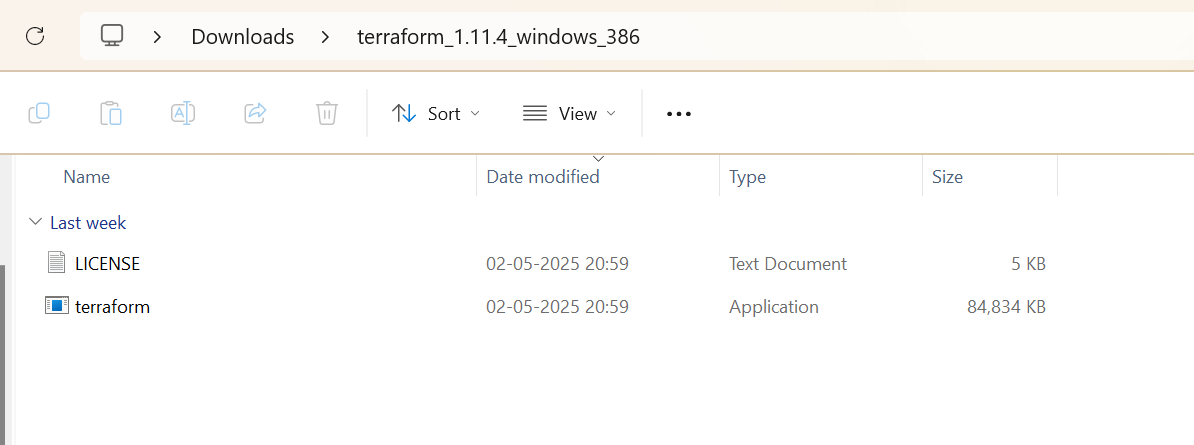 Downloads terraform_1.11.4_windows_386
Sort View
Name Date modified Type Size
Last week
LICENSE 02-05-2025 20:59 Text Document 5 KB
terraform 02-05-2025 20:59 Application 84,834 KB